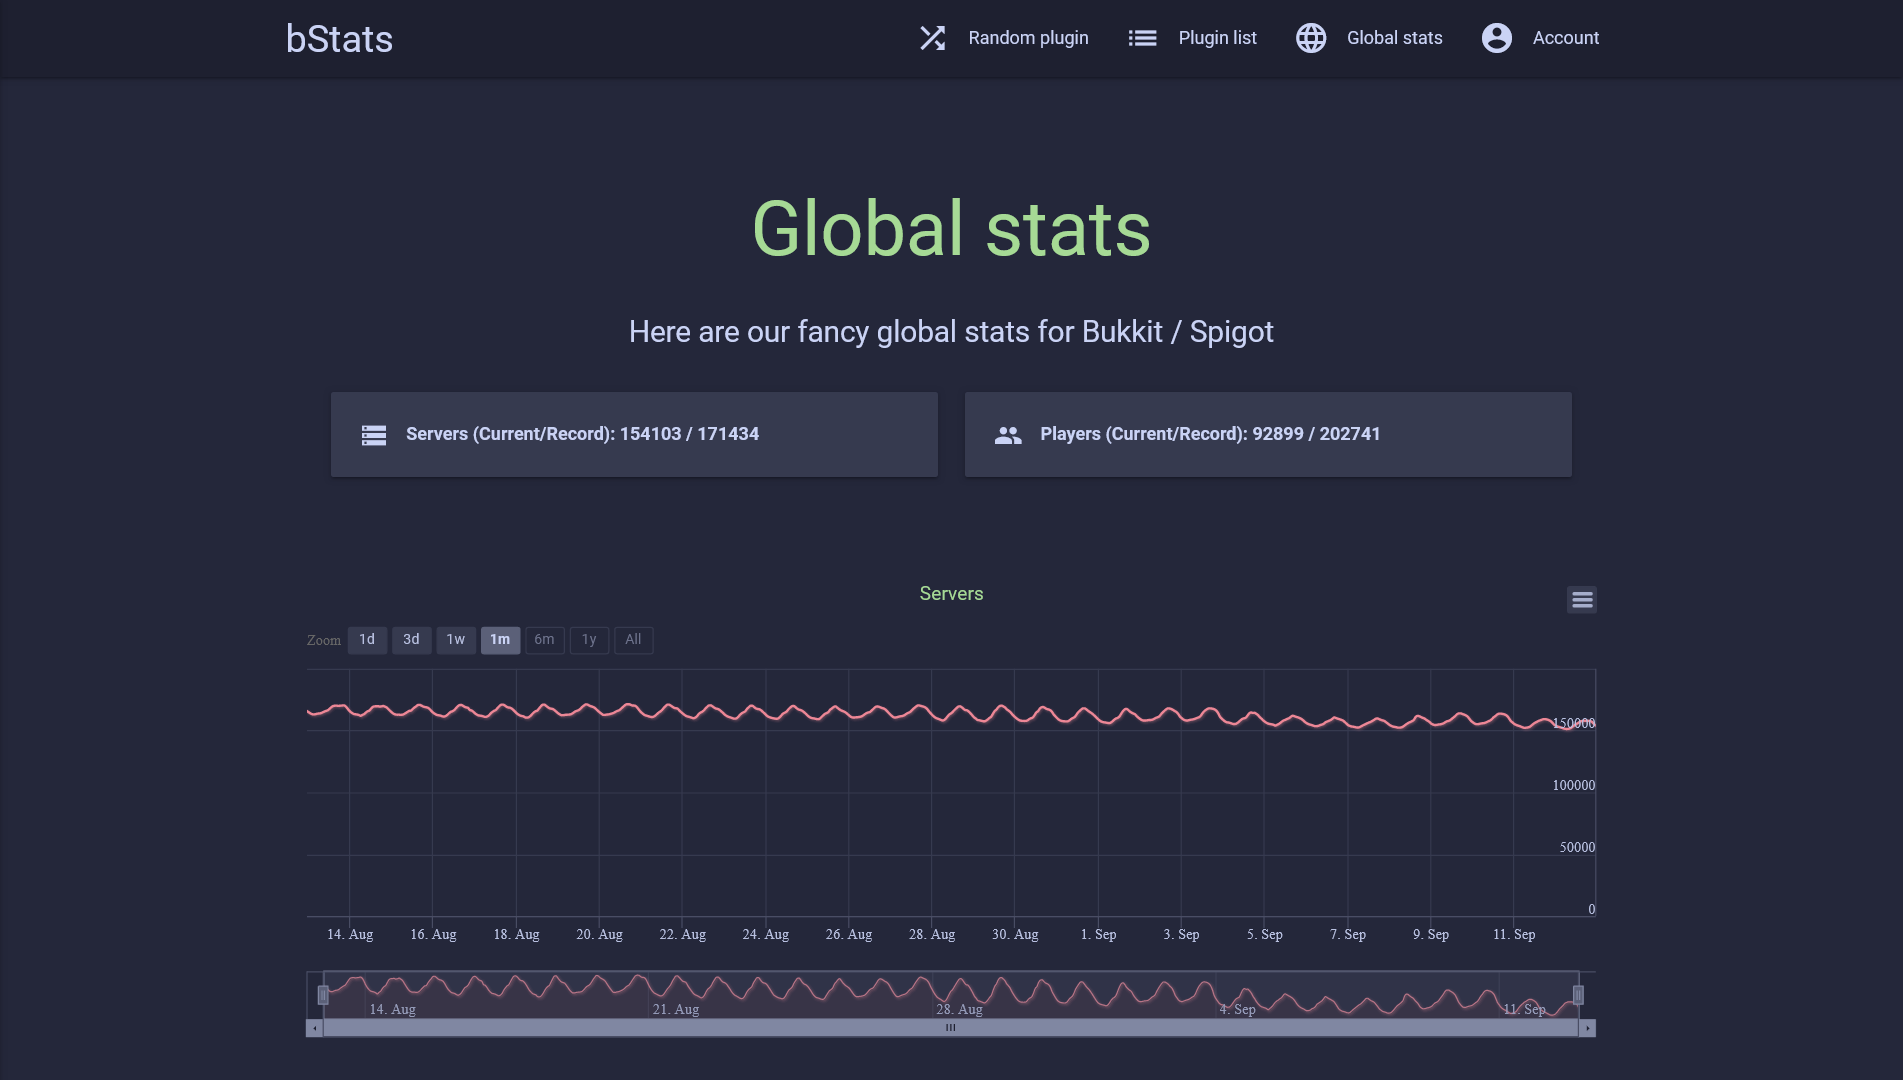 bStats
Random plugin
Plugin list
Global stats
Account
Global stats
Here are our fancy global stats for Bukkit / Spigot
Servers (Current/Record): 154103 / 171434
Players (Current/Record): 92899 / 202741
Servers
Zoom 1d 3d 1w 1m 6m 1y All
150000
100000
50000
0
14. Aug 16. Aug 18. Aug 20. Aug 22. Aug 24. Aug 26. Aug 28. Aug 30. Aug 1. Sep 3. Sep 5. Sep 7. Sep 9. Sep 11. Sep
14. Aug 21. Aug 28. Aug 4. Sep 11. Sep